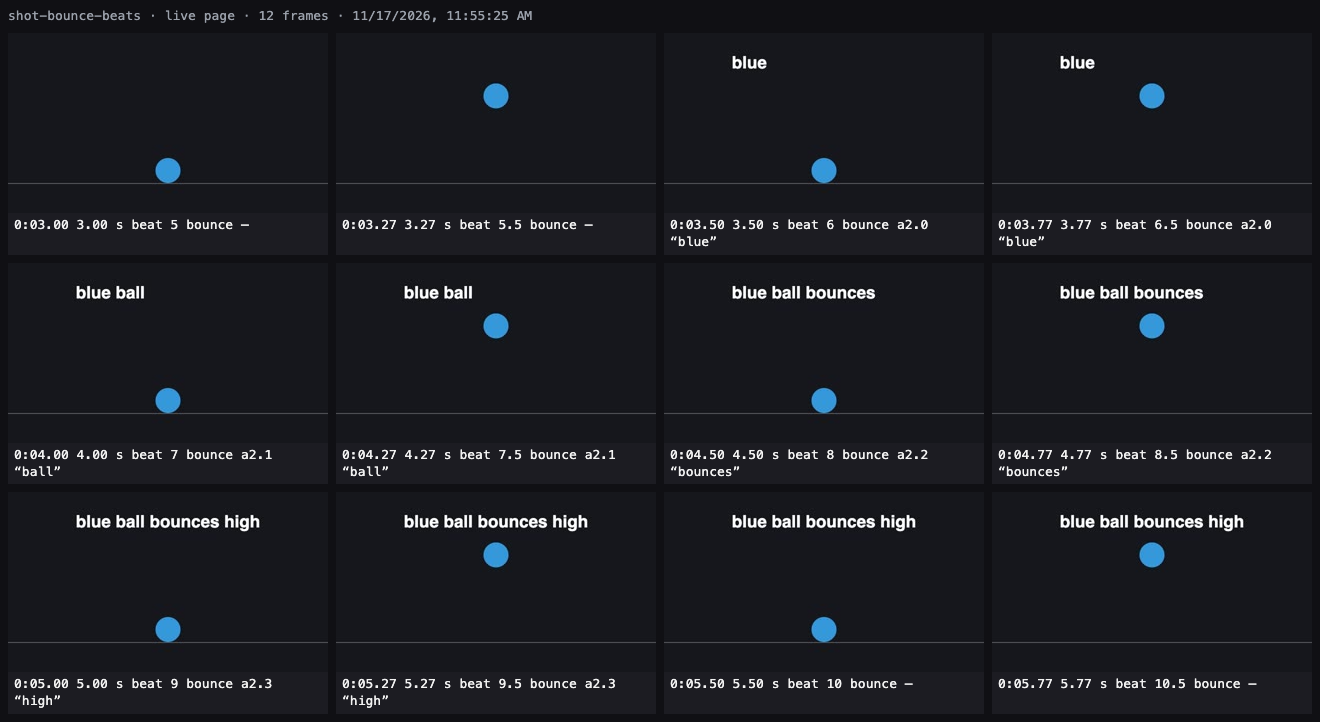 shot-bounce-beats · live page · 12 frames · 11/17/2026, 11:55:25 AM
0:03.00 3.00 s beat 5 bounce —
0:03.27 3.27 s beat 5.5 bounce —
blue
0:03.50 3.50 s beat 6 bounce a2.0
“blue”
blue
0:03.77 3.77 s beat 6.5 bounce a2.0
“blue”
blue ball
0:04.00 4.00 s beat 7 bounce a2.1
“ball”
blue ball
0:04.27 4.27 s beat 7.5 bounce a2.1
“ball”
blue ball bounces
0:04.50 4.50 s beat 8 bounce a2.2
“bounces”
blue ball bounces
0:04.77 4.77 s beat 8.5 bounce a2.2
“bounces”
blue ball bounces high
0:05.00 5.00 s beat 9 bounce a2.3
“high”
blue ball bounces high
0:05.27 5.27 s beat 9.5 bounce a2.3
“high”
blue ball bounces high
0:05.50 5.50 s beat 10 bounce —
blue ball bounces high
0:05.77 5.77 s beat 10.5 bounce —